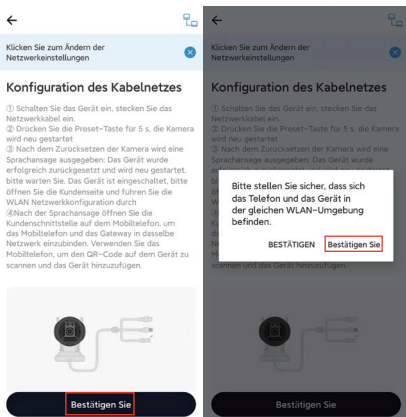 Klicken Sie zum Ändern der
Netzwerkeinstellungen
Konfiguration des Kabelnetzes
① Schalten Sie das Gerät ein, stecken Sie das
Netzwerkkabel ein.
② Drücken Sie die Preset-Taste für 5 s, die Kamera
wird neu gestartet
③ Nach dem Zurücksetzen der Kamera wird eine
Sprachansage ausgegeben: Das Gerät wurde
erfolgreich zurückgesetzt und wird neu gestartet,
bitte warten Sie. Das Gerät ist eingeschaltet, bitte
öffnen Sie die Kundenseite und führen Sie die
WLAN Netzwerkkonfiguration durch
④Nach der Sprachansage öffnen Sie die
Kundenschnittstelle auf dem Mobiltelefon, um
das Mobiltelefon und das Gateway in dasselbe
Netzwerk einzubinden. Verwenden Sie das
Mobiltelefon, um den QR-Code auf dem Gerät zu
scannen und das Gerät hinzuzufügen.
Bestätigen Sie
Klicken Sie zum Ändern der
Netzwerkeinstellungen
Konfiguration des Kabelnetzes
① Schalten Sie das Gerät ein, stecken Sie das
Netzwerkkabel ein.
② Drücken Sie die Preset-Taste für 5 s, die Kamera
wird neu gestartet
③ Nach dem Zurücksetzen der Kamera wird eine
Sprachansage ausgegeben: Das Gerät wurde
Bitte stellen Sie sicher, dass sich
das Telefon und das Gerät in
der gleichen WLAN-Umgebung
befinden.
BESTÄTIGEN Bestätigen Sie
scannen und das Gerät hinzuzufügen.
Bestätigen Sie